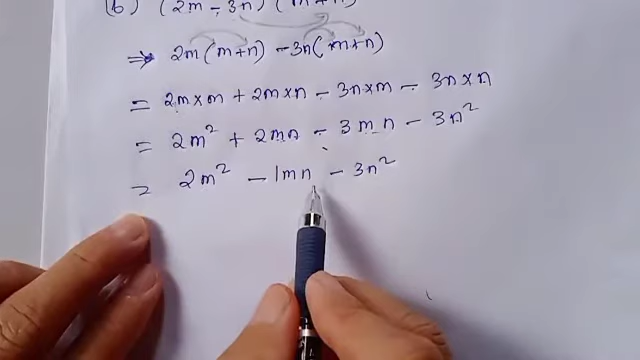 (b) (2m - 3n) (m+n)
⇒ 2m(m+n) - 3n(m+n)
= 2m×m + 2m×n - 3n×m - 3n×n
= 2m² + 2mn - 3mn - 3n²
= 2m² - 1mn - 3n²